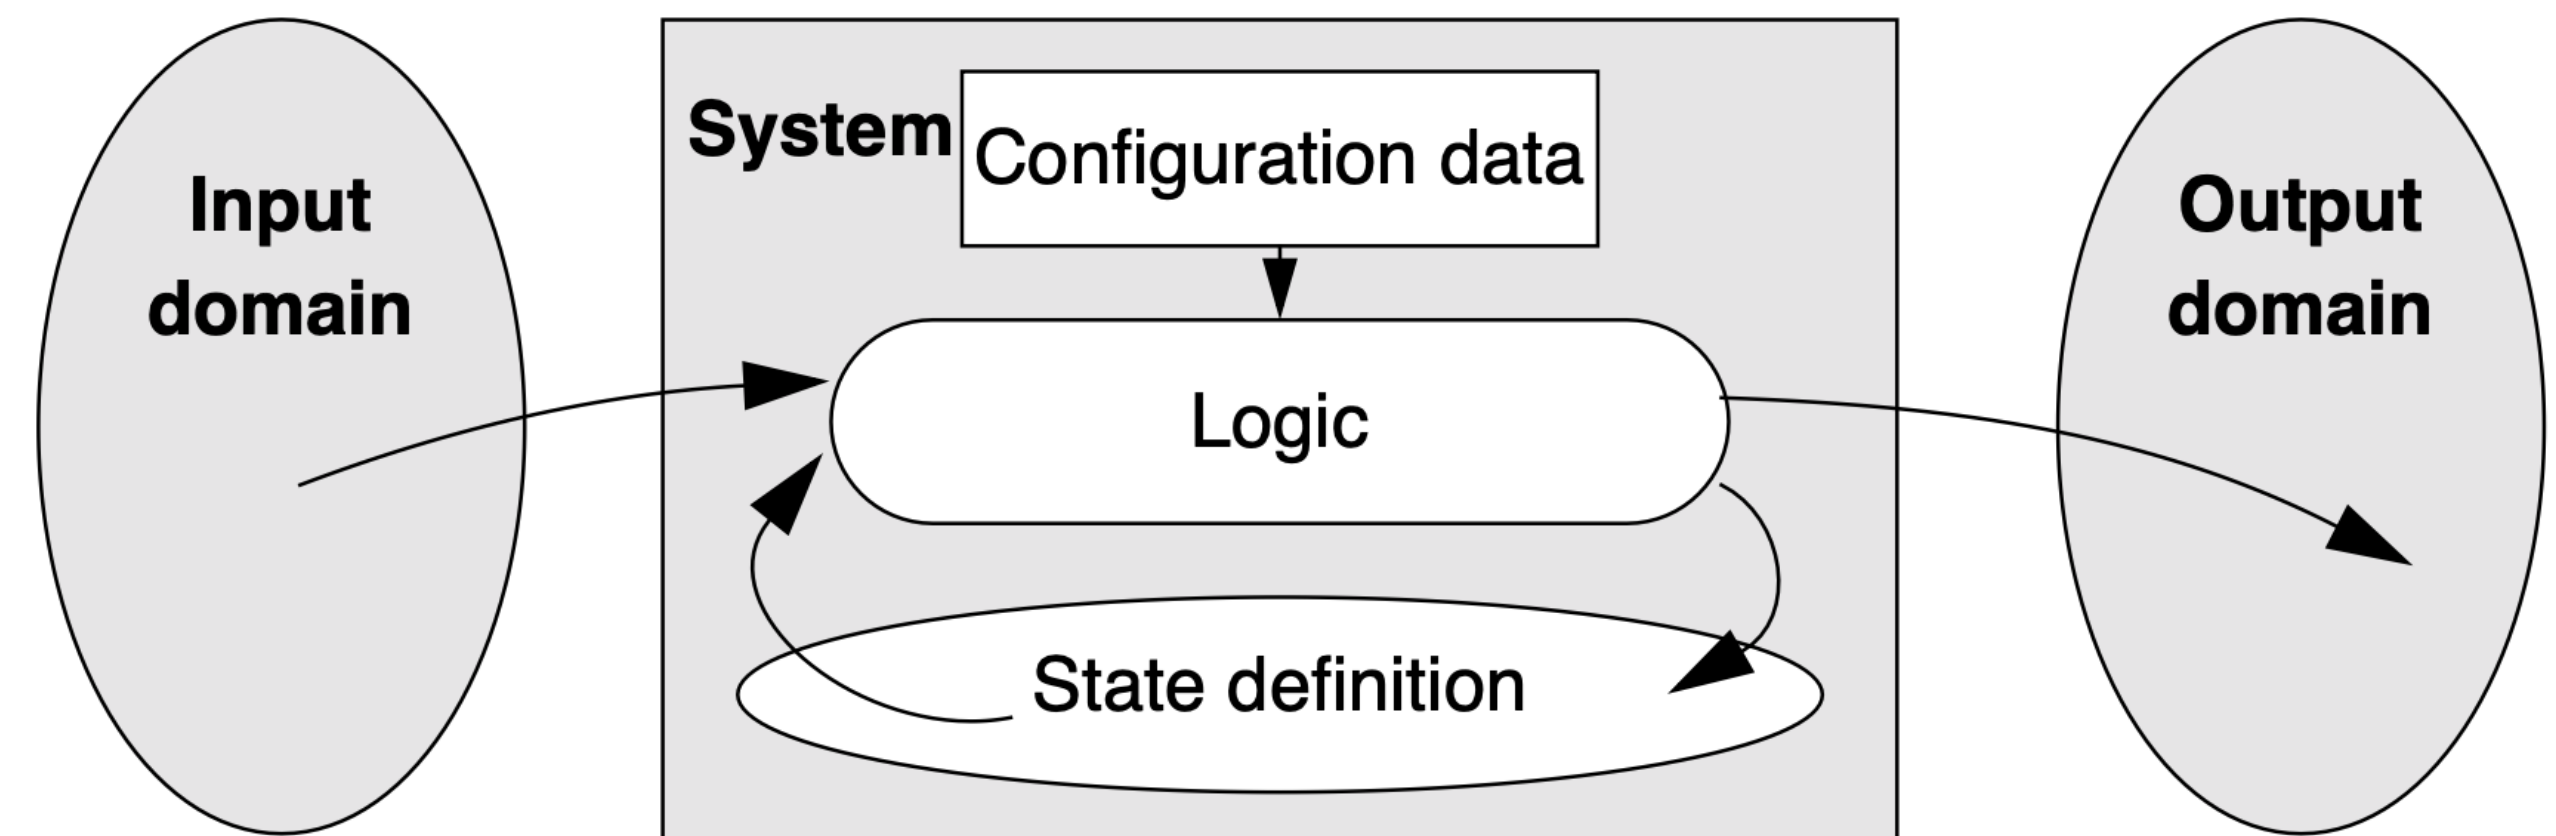 Input
domain
System
Configuration data
Logic
State definition
Output
domain